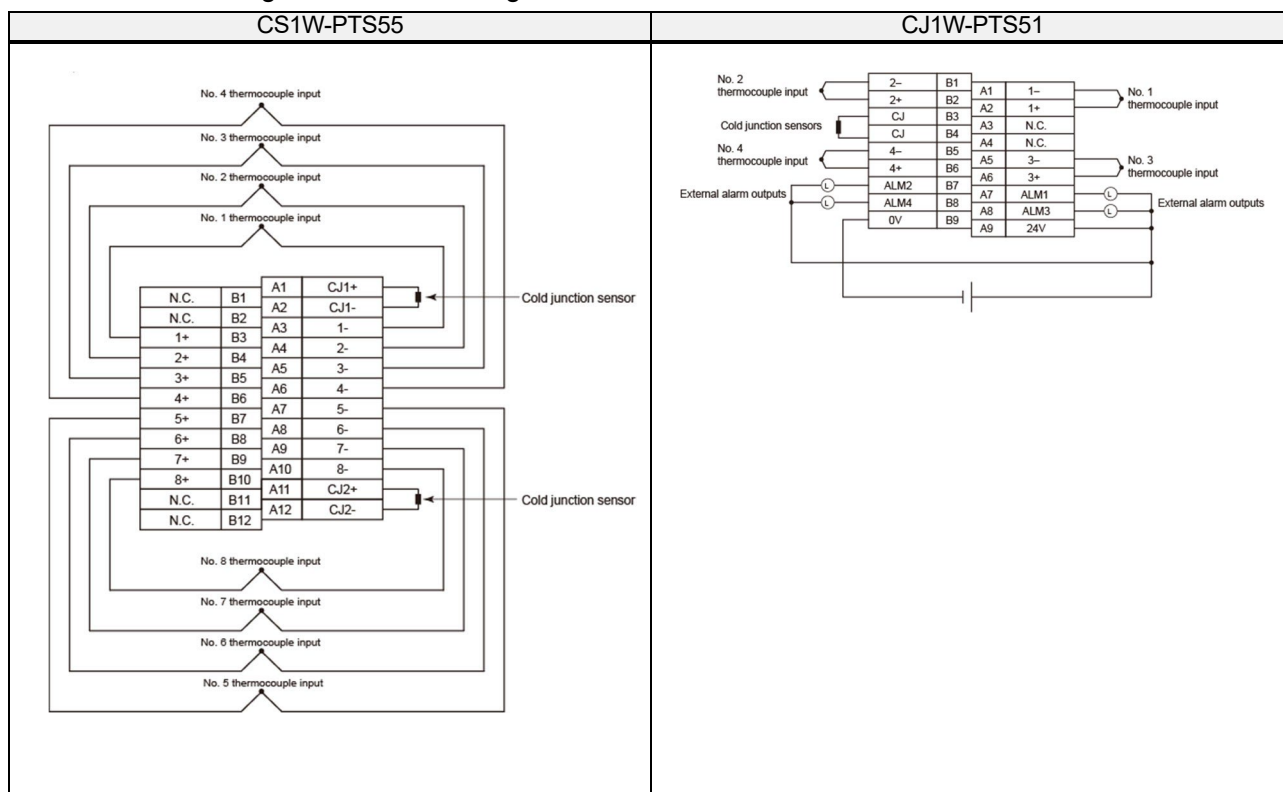 CS1W-PTS55
CJ1W-PTS51
No. 4 thermocouple input
No. 3 thermocouple input
No. 2 thermocouple input
No. 1 thermocouple input
A1 CJ1+
N.C. B1
A2 CJ1-
N.C. B2
A3 1-
1+ B3
A4 2-
2+ B4
A5 3-
3+ B5
A6 4-
4+ B6
A7 5-
5+ B7
A8 6-
6+ B8
A9 7-
7+ B9
A10 8-
8+ B10
A11 CJ2+
N.C. B11
A12 CJ2-
N.C. B12
Cold junction sensor
Cold junction sensor
No. 8 thermocouple input
No. 7 thermocouple input
No. 6 thermocouple input
No. 5 thermocouple input
No. 2
thermocouple input
Cold junction sensors
No. 4
thermocouple input
External alarm outputs
2– B1
A1 1–
2+ B2
A2 1+
CJ B3
A3 N.C.
CJ B4
A4 N.C.
4– B5
A5 3–
4+ B6
A6 3+
ALM2 B7
A7 ALM1
ALM4 B8
A8 ALM3
0V B9
A9 24V
L
L
L
L
No. 1
thermocouple input
No. 3
thermocouple input
External alarm outputs